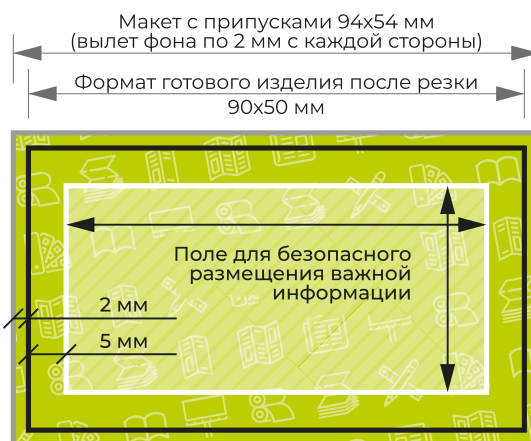 Макет с припусками 94х54 мм
(вылет фона по 2 мм с каждой стороны)
Формат готового изделия после резки
90х50 мм
Поле для безопасного
размещения важной
информации
2 мм
5 мм